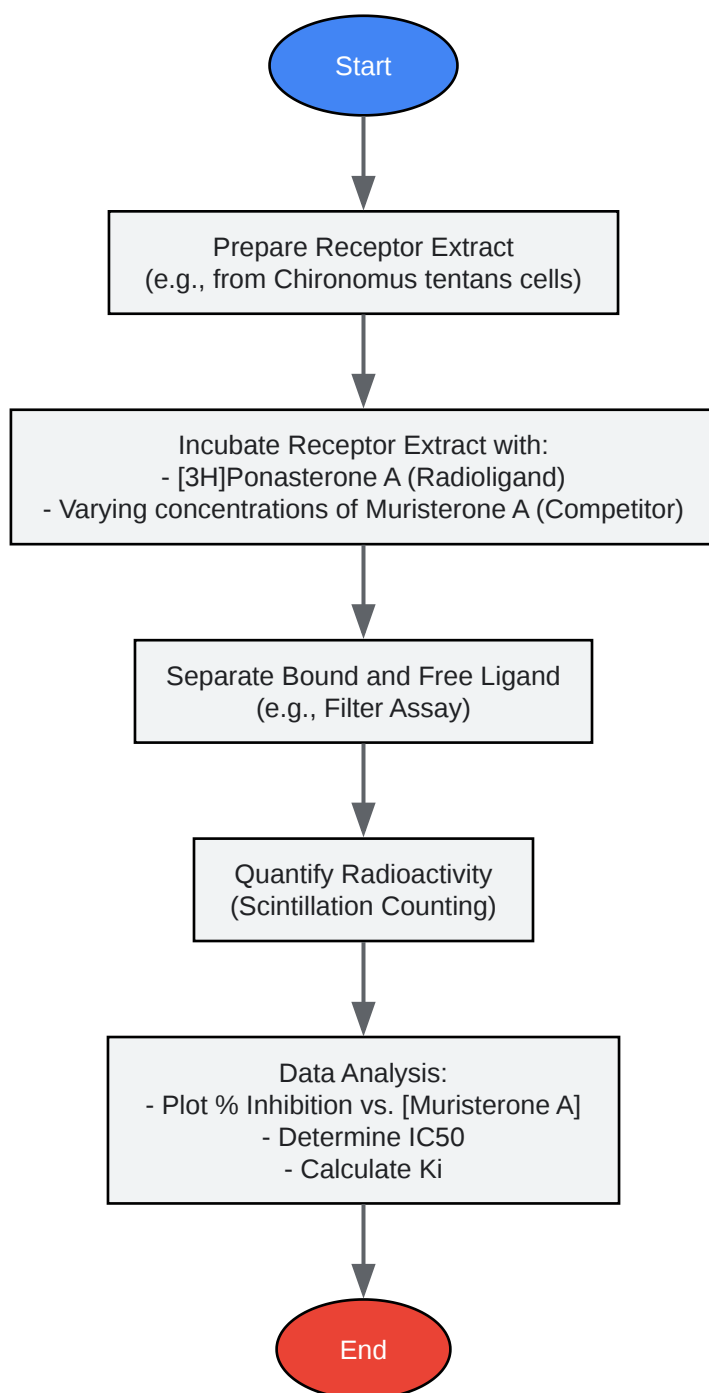 Start
Prepare Receptor Extract
(e.g., from Chironomus tentans cells)
Incubate Receptor Extract with:
- [3H]Ponasterone A (Radioligand)
- Varying concentrations of Muristerone A (Competitor)
Separate Bound and Free Ligand
(e.g., Filter Assay)
Quantify Radioactivity
(Scintillation Counting)
Data Analysis:
- Plot % Inhibition vs. [Muristerone A]
- Determine IC50
- Calculate Ki
End